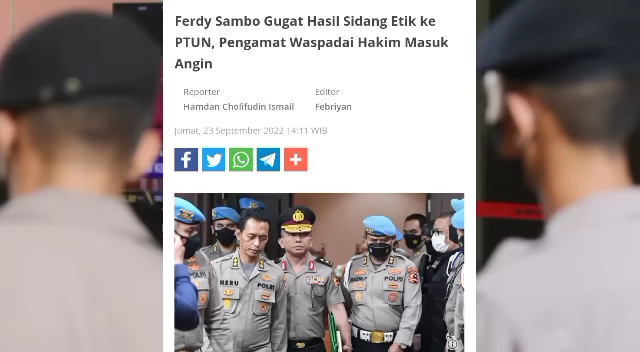 Ferdy Sambo Gugat Hasil Sidang Etik ke
PTUN, Pengamat Waspadai Hakim Masuk
Angin
Reporter
Editor
Hamdan Cholifudin Ismail
Febriyan
Jumat, 23 September 2022 14:11 WIB
HERU
POLRI
POLRI